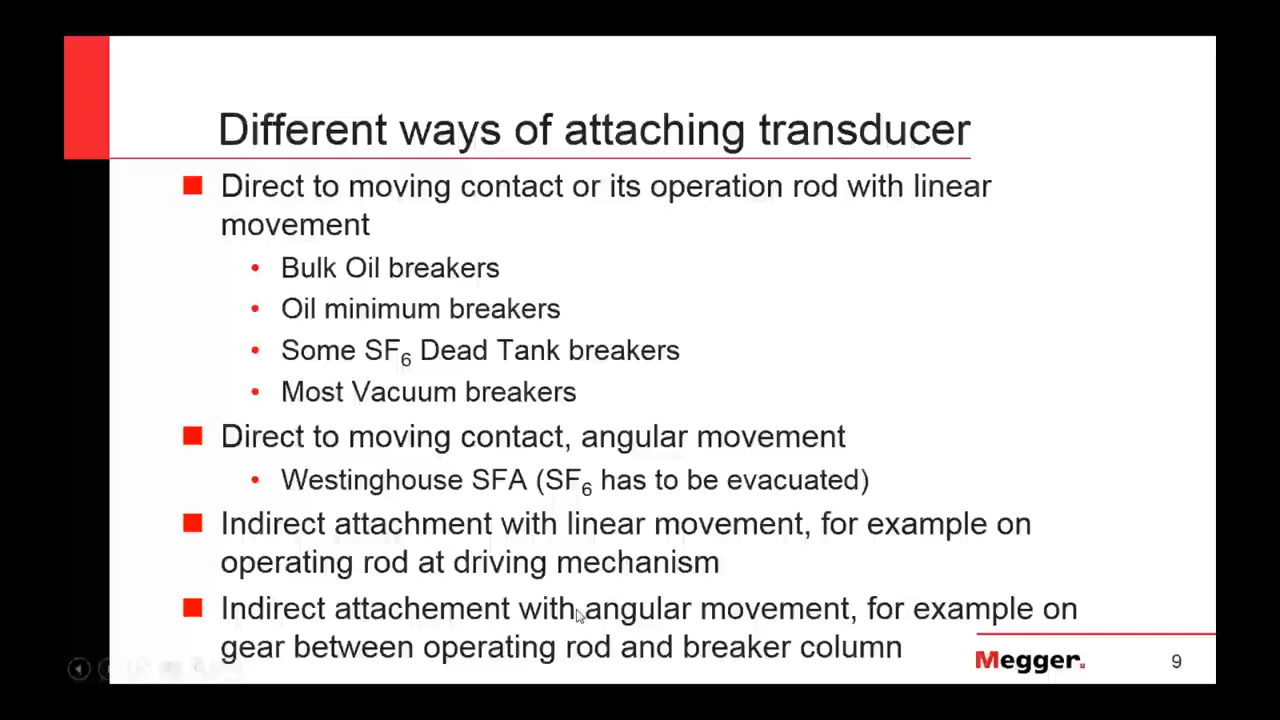 Different ways of attaching transducer
Direct to moving contact or its operation rod with linear
movement
• Bulk Oil breakers
• Oil minimum breakers
• Some SF₆ Dead Tank breakers
• Most Vacuum breakers
Direct to moving contact, angular movement
• Westinghouse SFA (SF₆ has to be evacuated)
Indirect attachment with linear movement, for example on
operating rod at driving mechanism
Indirect attachement with angular movement, for example on
gear between operating rod and breaker column
Megger.
9